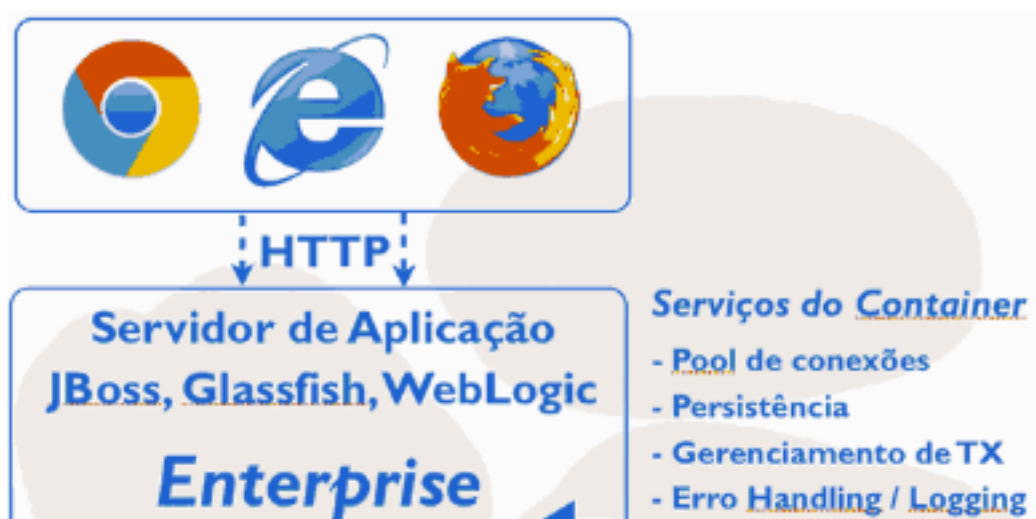 HTTP
Servidor de Aplicação
JBoss, Glassfish, WebLogic
Enterprise
Serviços do Container
- Pool de conexões
- Persistência
- Gerenciamento de TX
- Erro Handling / Logging